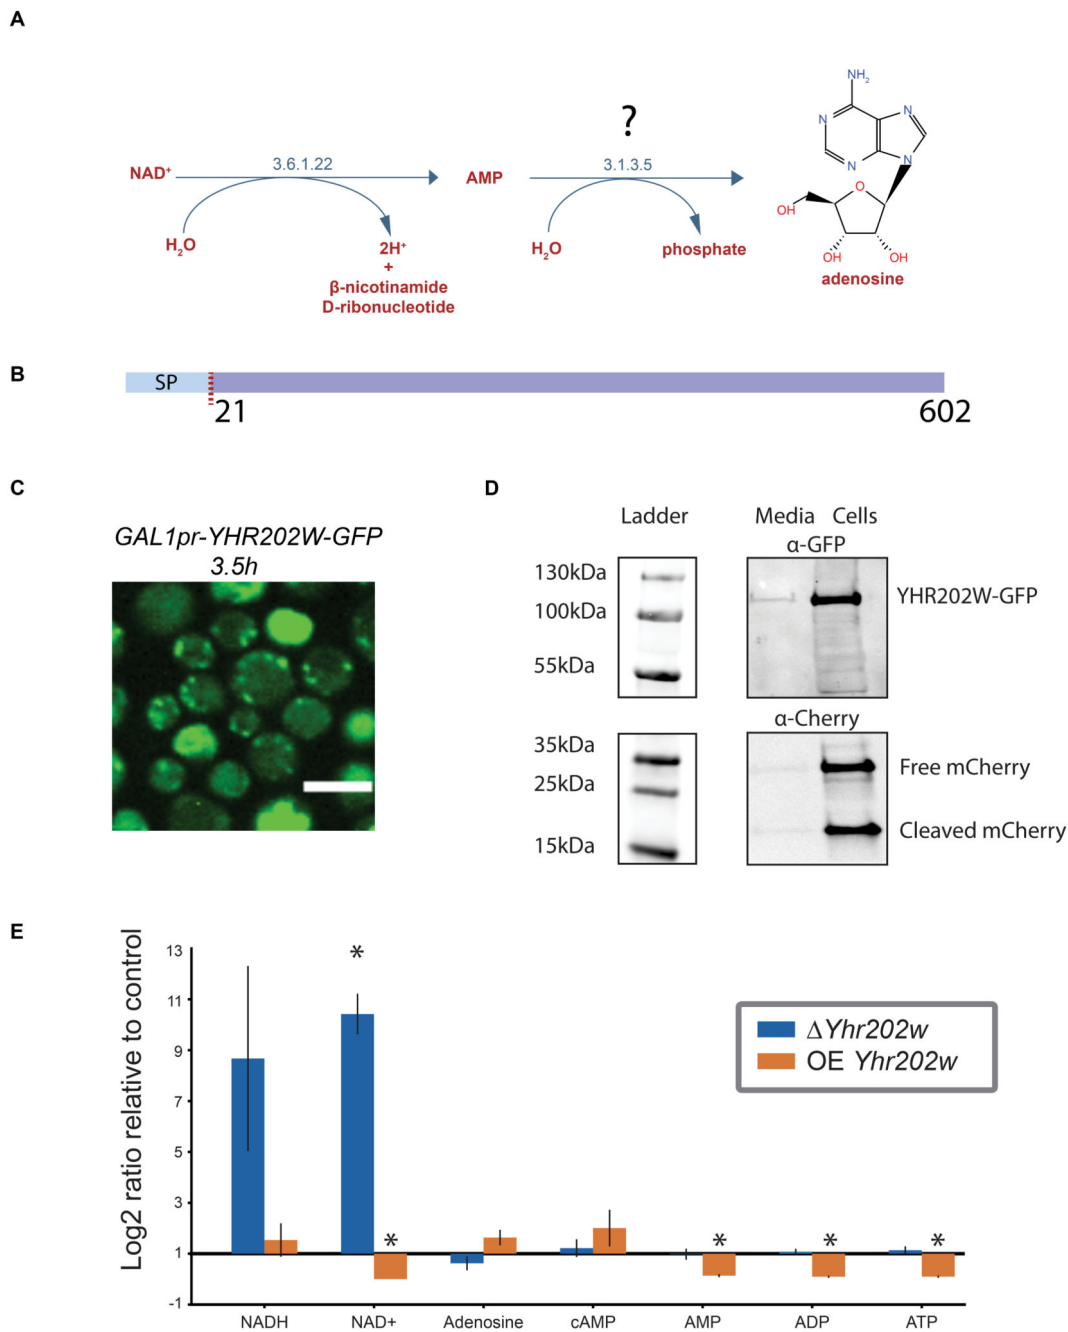 A
?
NH₂
N
N
N
N
3.6.1.22
3.1.3.5
NAD⁺
AMP
O
OH
H₂O
2H⁺
H₂O
phosphate
OH
OH
+
adenosine
β-nicotinamide
D-ribonucleotide
B
SP
21
602
C
D
GAL1pr-YHR202W-GFP
3.5h
Ladder
Media Cells
α-GFP
130kDa
100kDa
55kDa
YHR202W-GFP
α-Cherry
35kDa
25kDa
15kDa
Free mCherry
Cleaved mCherry
E
Log2 ratio relative to control
13
11
9
7
5
3
1
-1
*
*
*
*
*
Δ Yhr202w
OE Yhr202w
NADH
NAD+
Adenosine
cAMP
AMP
ADP
ATP